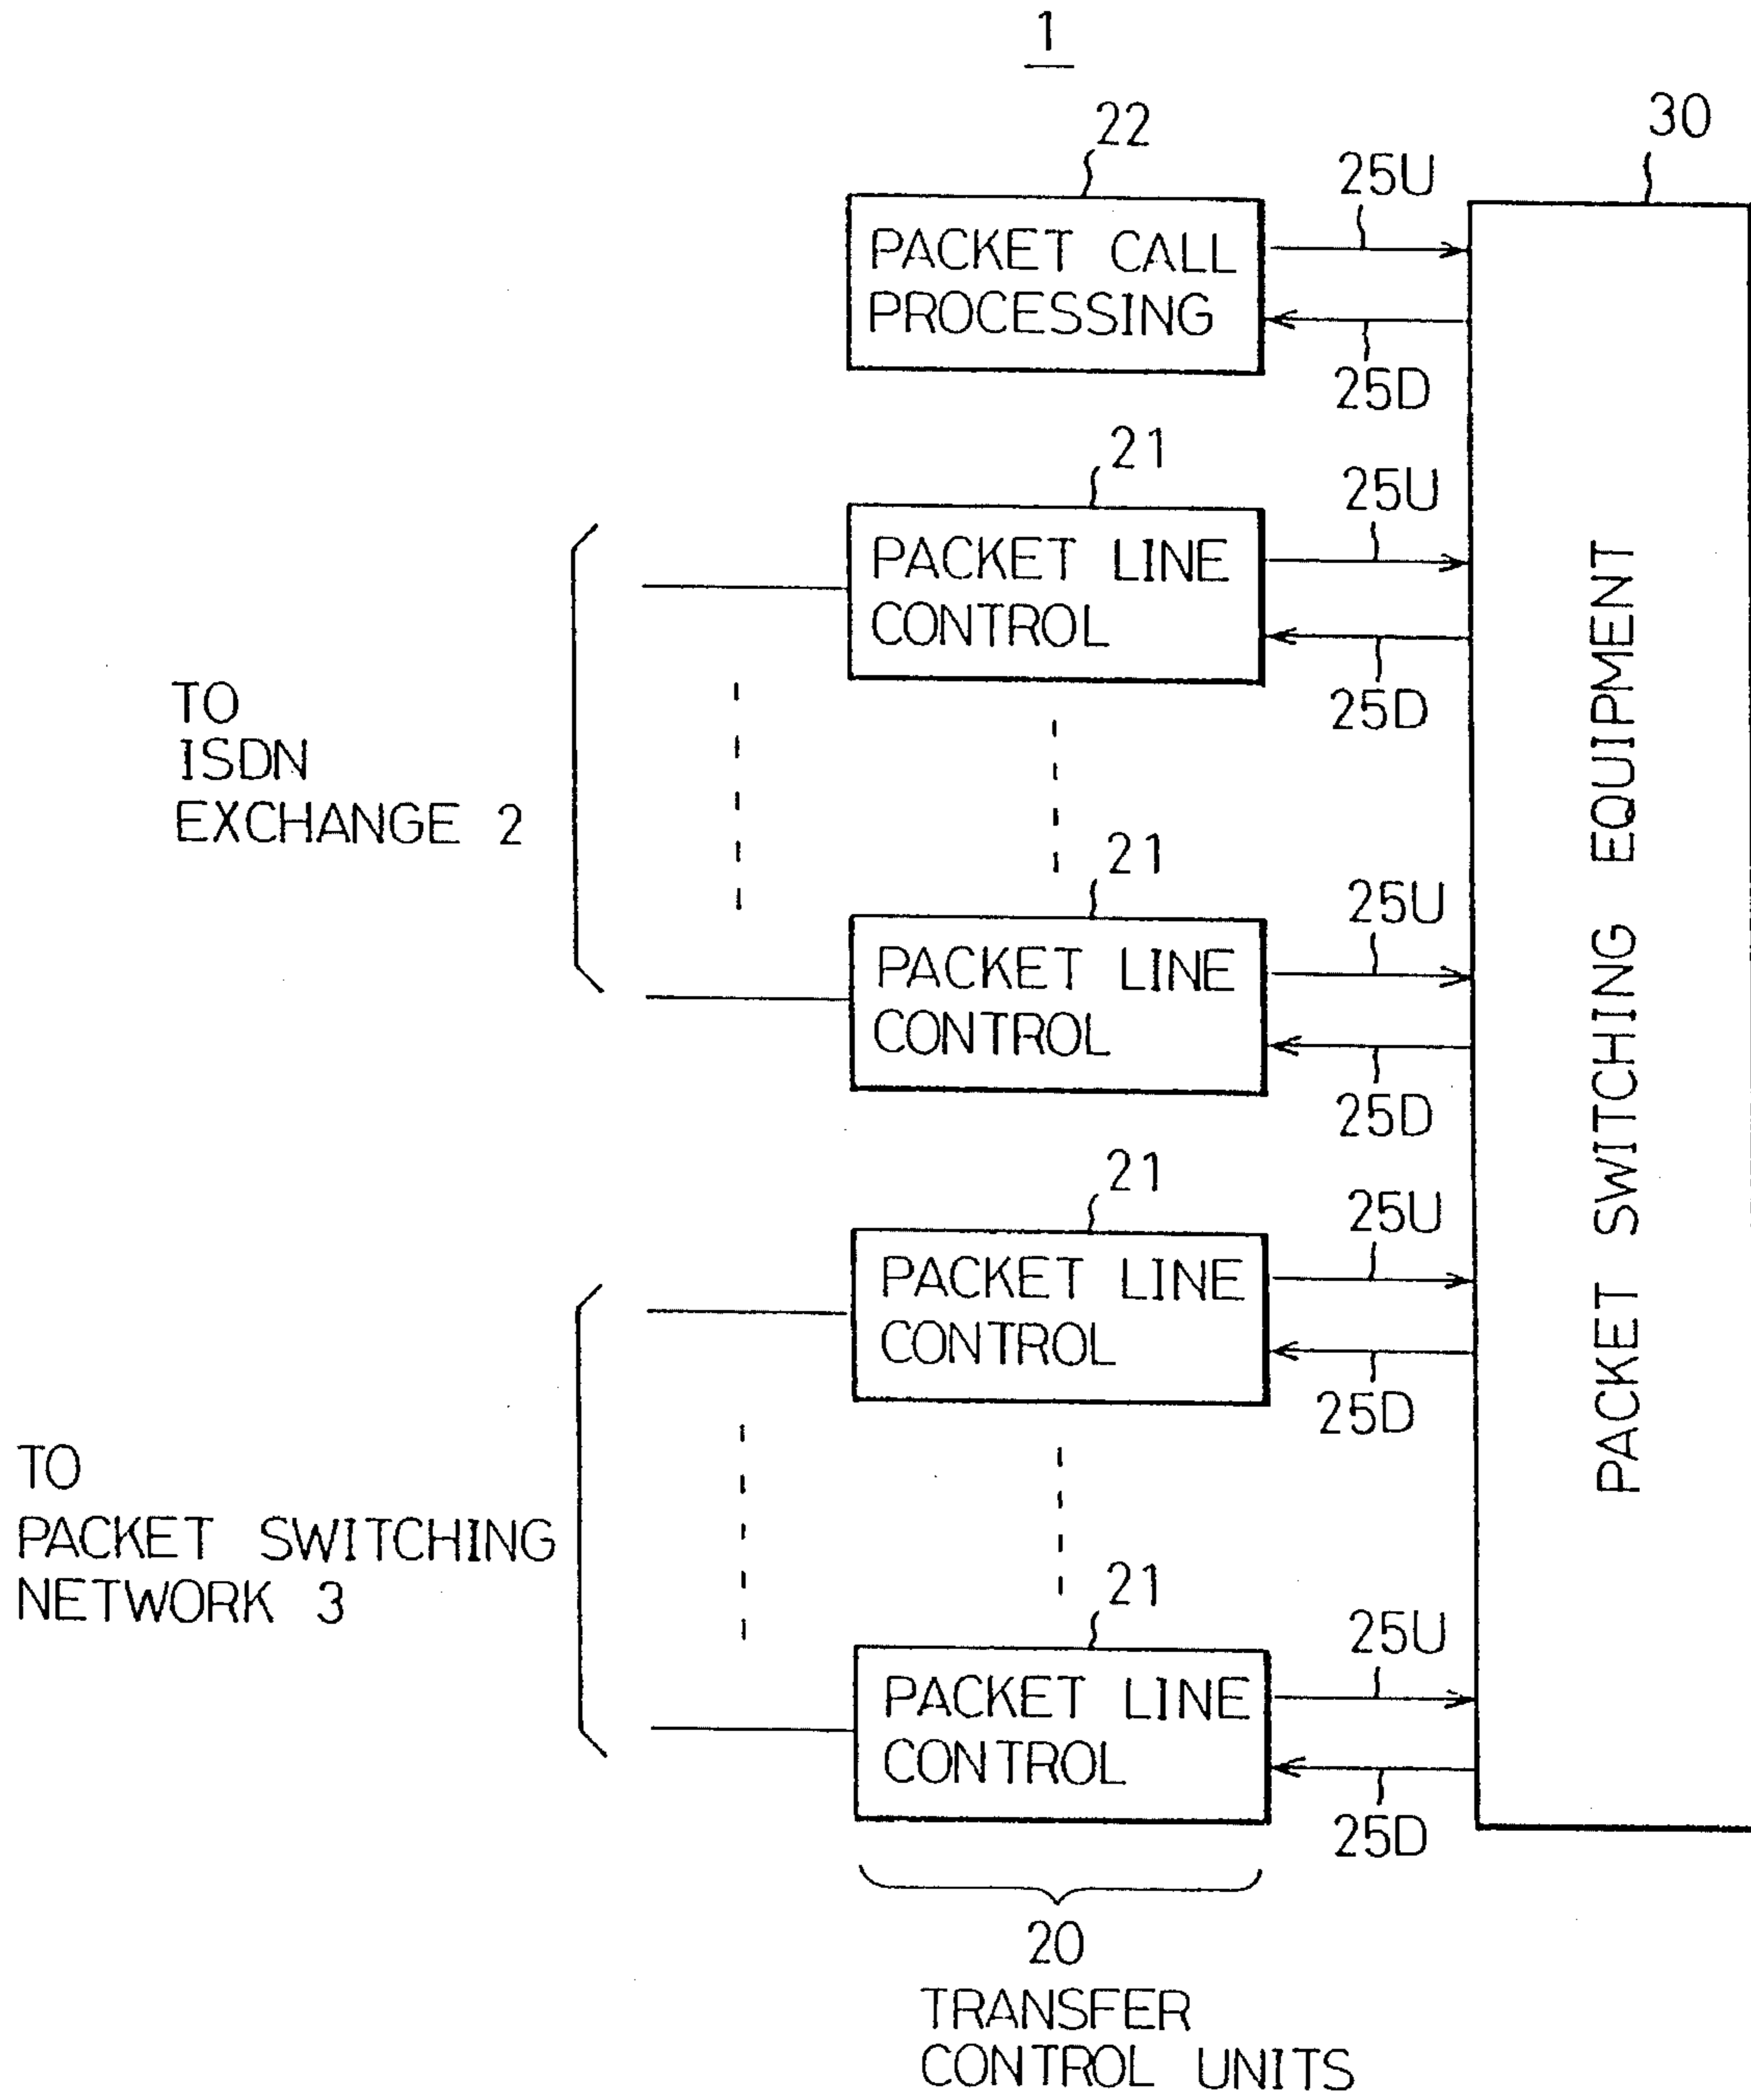 1
22
25U
30
PACKET CALL
PROCESSING
25D
21
25U
PACKET LINE
CONTROL
25D
TO
ISDN
EXCHANGE 2
21
25U
PACKET LINE
CONTROL
25D
PACKET SWITCHING EQUIPMENT
21
25U
PACKET LINE
CONTROL
25D
TO
PACKET SWITCHING
NETWORK 3
21
25U
PACKET LINE
CONTROL
25D
20
TRANSFER
CONTROL UNITS